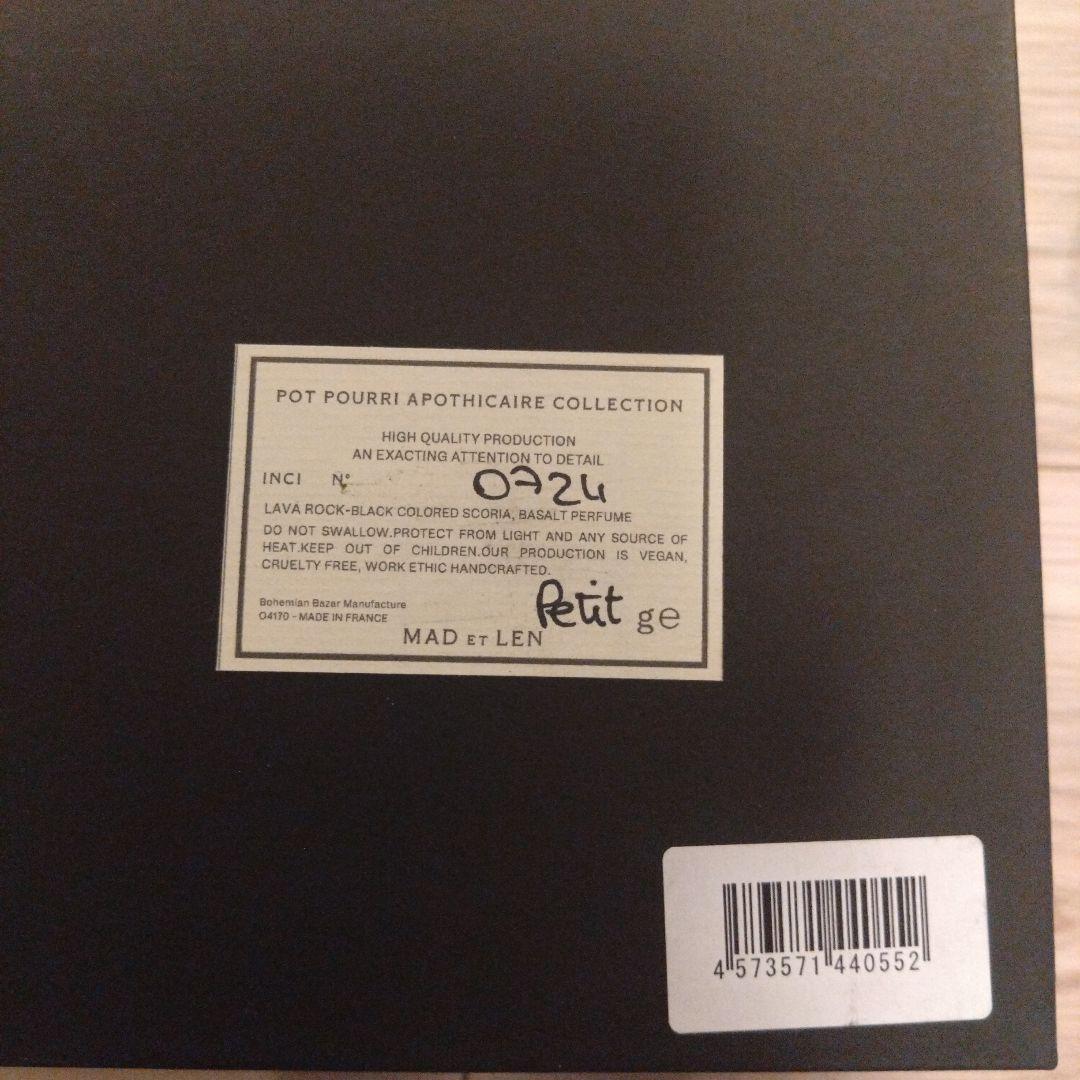 POT POURRI APOTHICAIRE COLLECTION
HIGH QUALITY PRODUCTION
AN EXACTING ATTENTION TO DETAIL
INCI N° 0724
LAVA ROCK-BLACK COLORED SCORIA, BASALT PERFUME
DO NOT SWALLOW.PROTECT FROM LIGHT AND ANY SOURCE OF
HEAT.KEEP OUT OF CHILDREN.OUR PRODUCTION IS VEGAN,
CRUELTY FREE, WORK ETHIC HANDCRAFTED.
Petit ge
Bohemian Bazar Manufacture
04170 - MADE IN FRANCE
MAD ET LEN
4 573571 440552